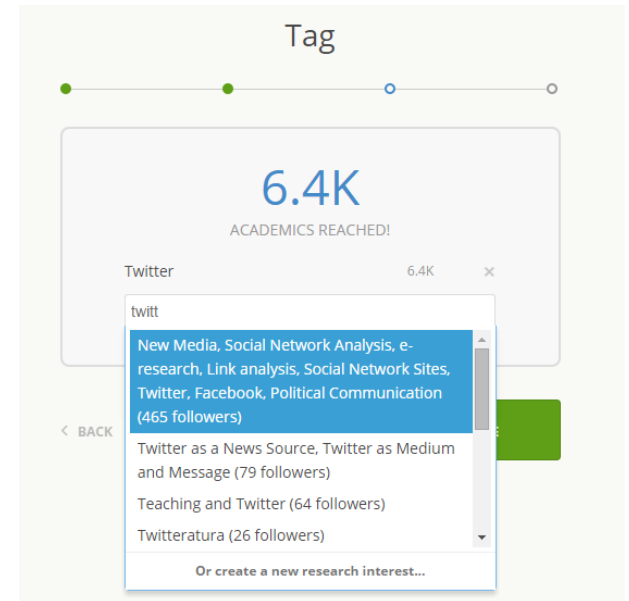 Tag
6.4K
ACADEMICS REACHED!
Twitter 6.4K ×
twitt
New Media, Social Network Analysis, e-
research, Link analysis, Social Network Sites,
Twitter, Facebook, Political Communication
(465 followers)
< BACK
Twitter as a News Source, Twitter as Medium
and Message (79 followers)
Teaching and Twitter (64 followers)
Twitteratura (26 followers)
Or create a new research interest...